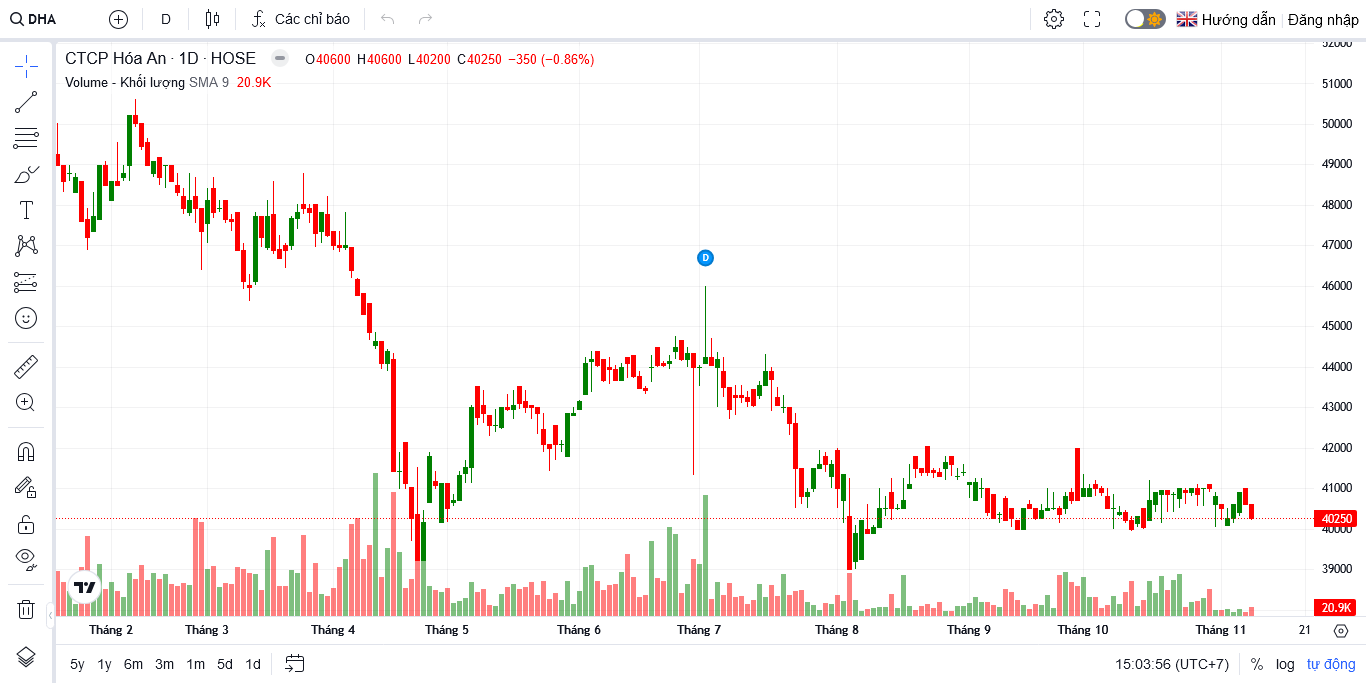 DHA D Các chỉ báo Hướng dẫn Đăng nhập
CTCP Hóa An · 1D · HOSE O40600 H40600 L40200 C40250 −350 (−0.86%)
Volume - Khối lượng SMA 9 20.9K
52000
51000
50000
49000
48000
47000
46000
45000
44000
43000
42000
41000
40250
40000
39000
20.9K
D
Tháng 2 Tháng 3 Tháng 4 Tháng 5 Tháng 6 Tháng 7 Tháng 8 Tháng 9 Tháng 10 Tháng 11 21
5y 1y 6m 3m 1m 5d 1d 15:03:56 (UTC+7) % log tự động